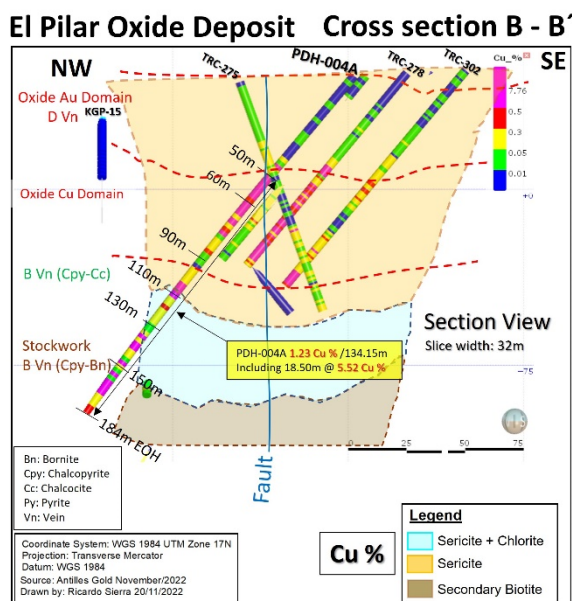 El Pilar Oxide Deposit Cross section B - B´
NW
TRC-275
PDH-004A
TRC-278
TRC-302
SE
Cu_%
7.76
0.5
0.3
0.05
0.01
Oxide Au Domain
D Vn
KGP-15
Oxide Cu Domain
B Vn (Cpy-Cc)
Stockwork
B Vn (Cpy-Bn)
50m
60m
90m
110m
130m
150m
184m EOH
+0
-75
PDH-004A 1.23 Cu % /134.15m
Including 18.50m @ 5.52 Cu %
Section View
Slice width: 32m
0 25 50 75
Fault
Bn: Bornite
Cpy: Chalcopyrite
Cc: Chalcocite
Py: Pyrite
Vn: Vein
Coordinate System: WGS 1984 UTM Zone 17N
Projection: Transverse Mercator
Datum: WGS 1984
Source: Antilles Gold November/2022
Drawn by: Ricardo Sierra 20/11/2022
Cu %
Legend
Sericite + Chlorite
Sericite
Secondary Biotite